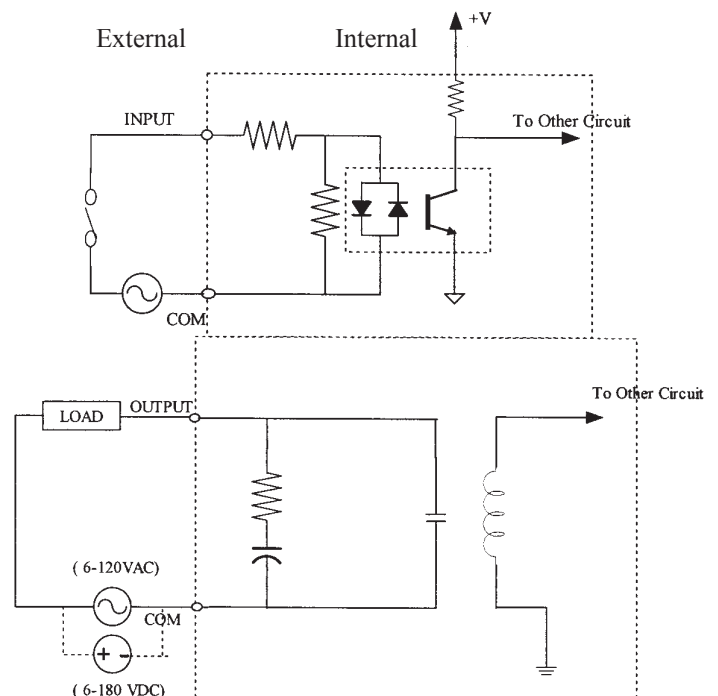 +V
External Internal
INPUT
To Other Circuit
COM
To Other Circuit
LOAD OUTPUT
( 6-120VAC)
COM
+ -
( 6-180 VDC)